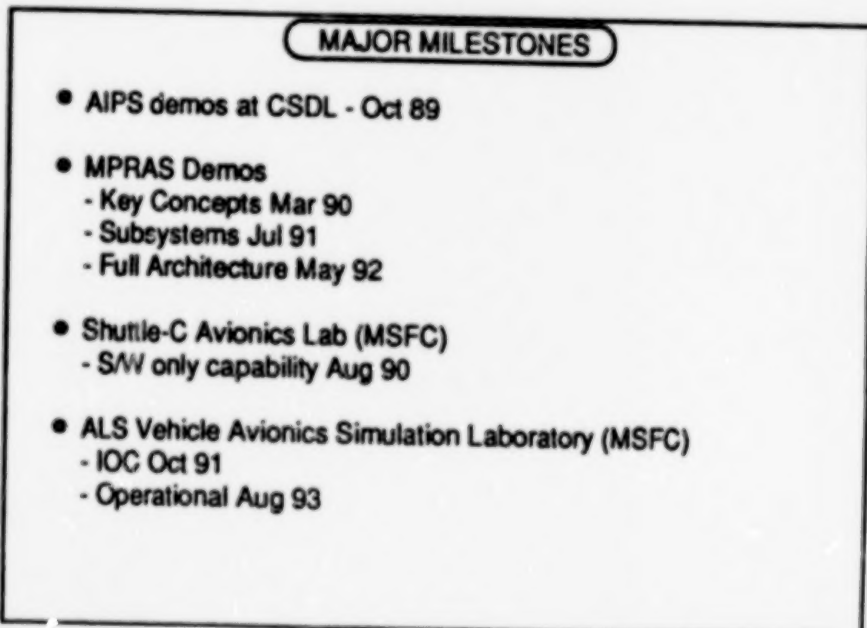 MAJOR MILESTONES
• AIPS demos at CSDL - Oct 89
• MPRAS Demos
- Key Concepts Mar 90
- Subsystems Jul 91
- Full Architecture May 92
• Shuttle-C Avionics Lab (MSFC)
- S/W only capability Aug 90
• ALS Vehicle Avionics Simulation Laboratory (MSFC)
- IOC Oct 91
- Operational Aug 93